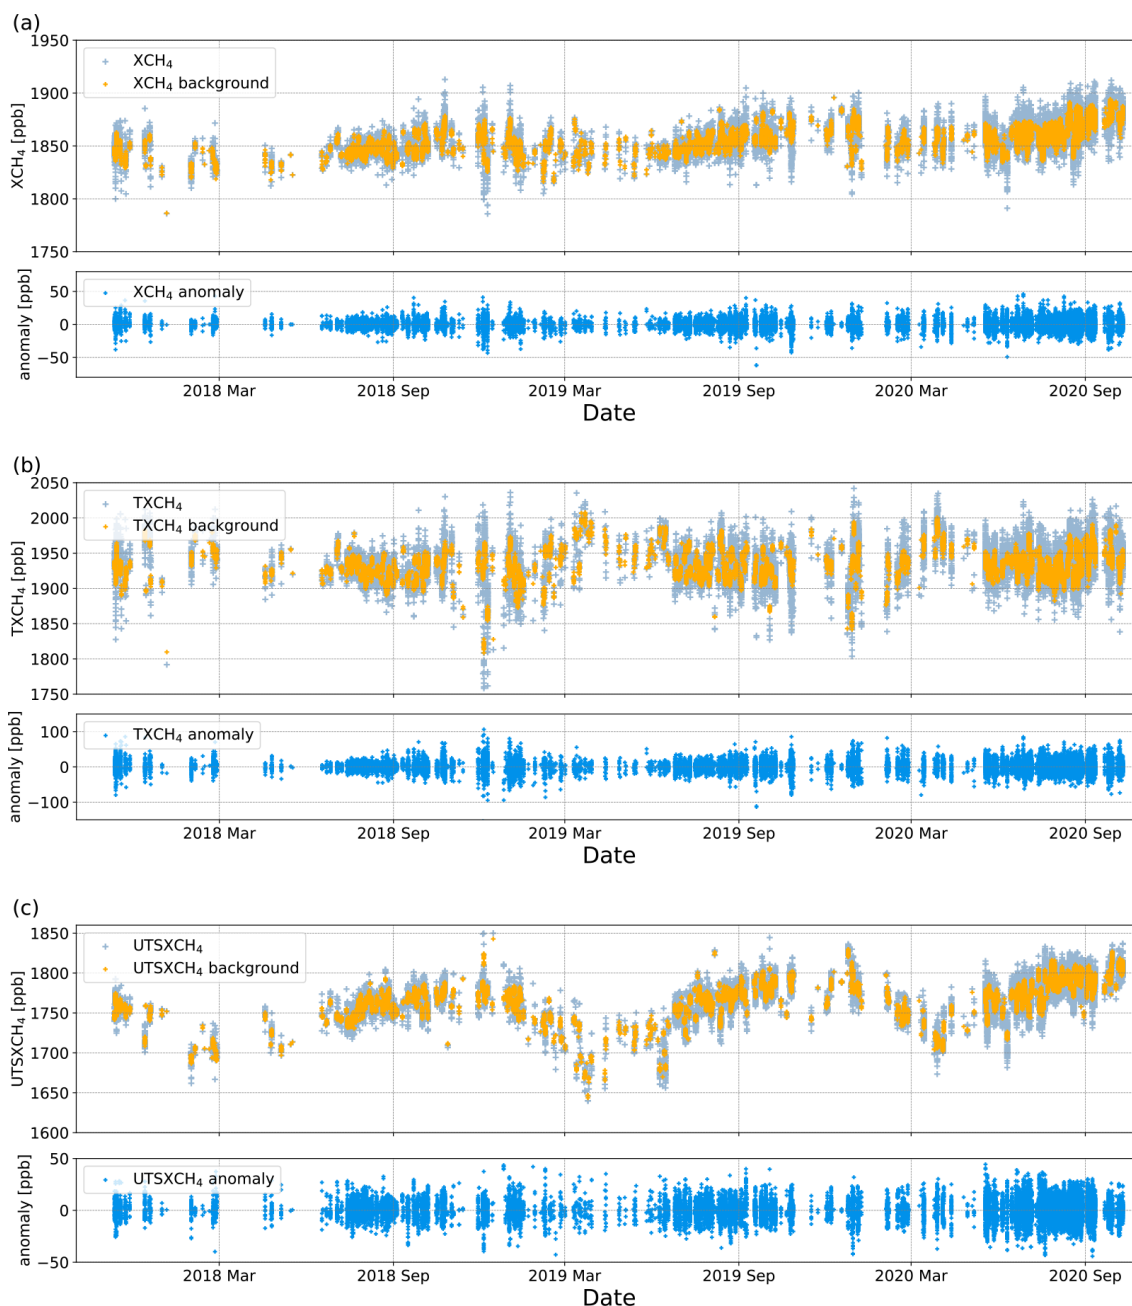 (a)
1950
1900
1850
1800
1750
XCH₄ [ppb]
XCH₄
XCH₄ background
50
0
−50
anomaly [ppb]
XCH₄ anomaly
2018 Mar 2018 Sep 2019 Mar 2019 Sep 2020 Mar 2020 Sep
Date
(b)
2050
2000
1950
1900
1850
1800
1750
TXCH₄ [ppb]
TXCH₄
TXCH₄ background
100
0
−100
anomaly [ppb]
TXCH₄ anomaly
2018 Mar 2018 Sep 2019 Mar 2019 Sep 2020 Mar 2020 Sep
Date
(c)
1850
1800
1750
1700
1650
1600
UTSXCH₄ [ppb]
UTSXCH₄
UTSXCH₄ background
50
0
−50
anomaly [ppb]
UTSXCH₄ anomaly
2018 Mar 2018 Sep 2019 Mar 2019 Sep 2020 Mar 2020 Sep
Date